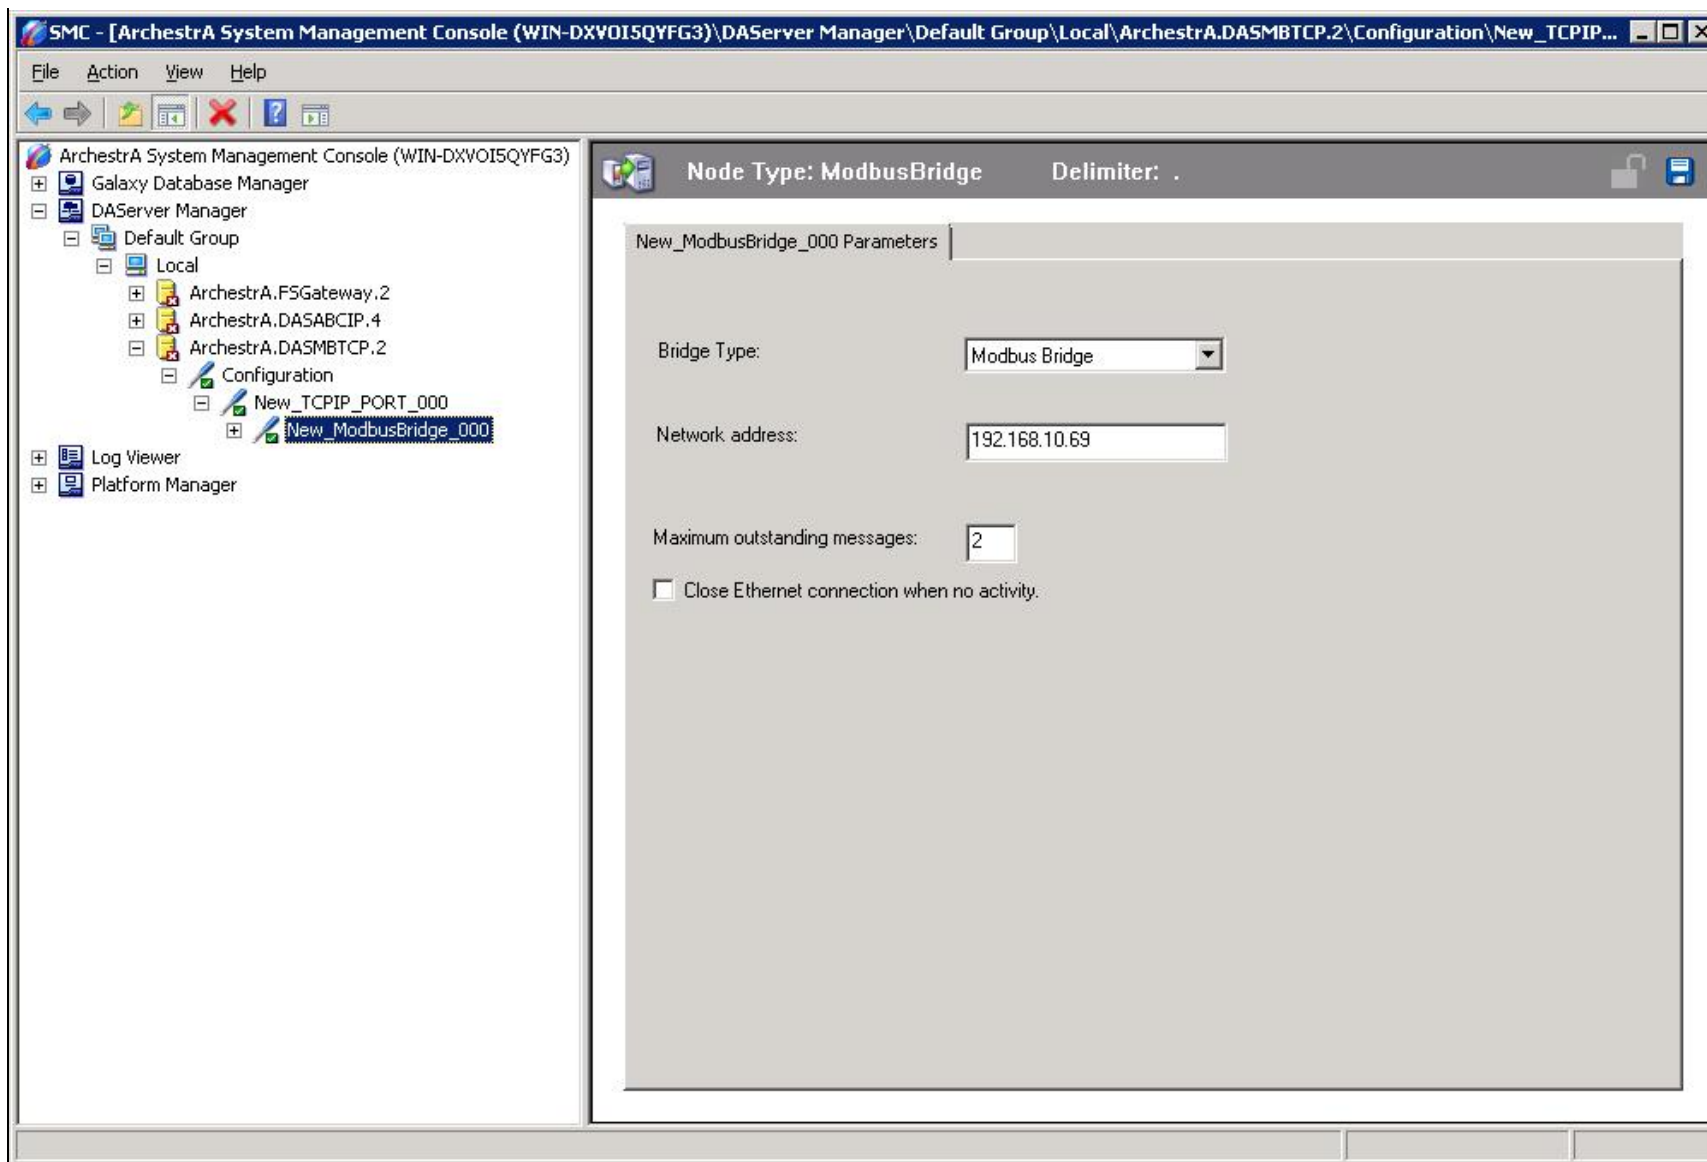 SMC - [ArchestrA System Management Console (WIN-DXVOI5QYFG3)\DAServer Manager\Default Group\Local\ArchestrA.DASMBTCP.2\Configuration\New_TCPIP...
File Action View Help
ArchestrA System Management Console (WIN-DXVOI5QYFG3)
Galaxy Database Manager
DAServer Manager
Default Group
Local
ArchestrA.FSGateway.2
ArchestrA.DASABCIP.4
ArchestrA.DASMBTCP.2
Configuration
New_TCPIP_PORT_000
New_ModbusBridge_000
Log Viewer
Platform Manager
Node Type: ModbusBridge Delimiter: .
New_ModbusBridge_000 Parameters
Bridge Type: Modbus Bridge
Network address: 192.168.10.69
Maximum outstanding messages: 2
Close Ethernet connection when no activity.